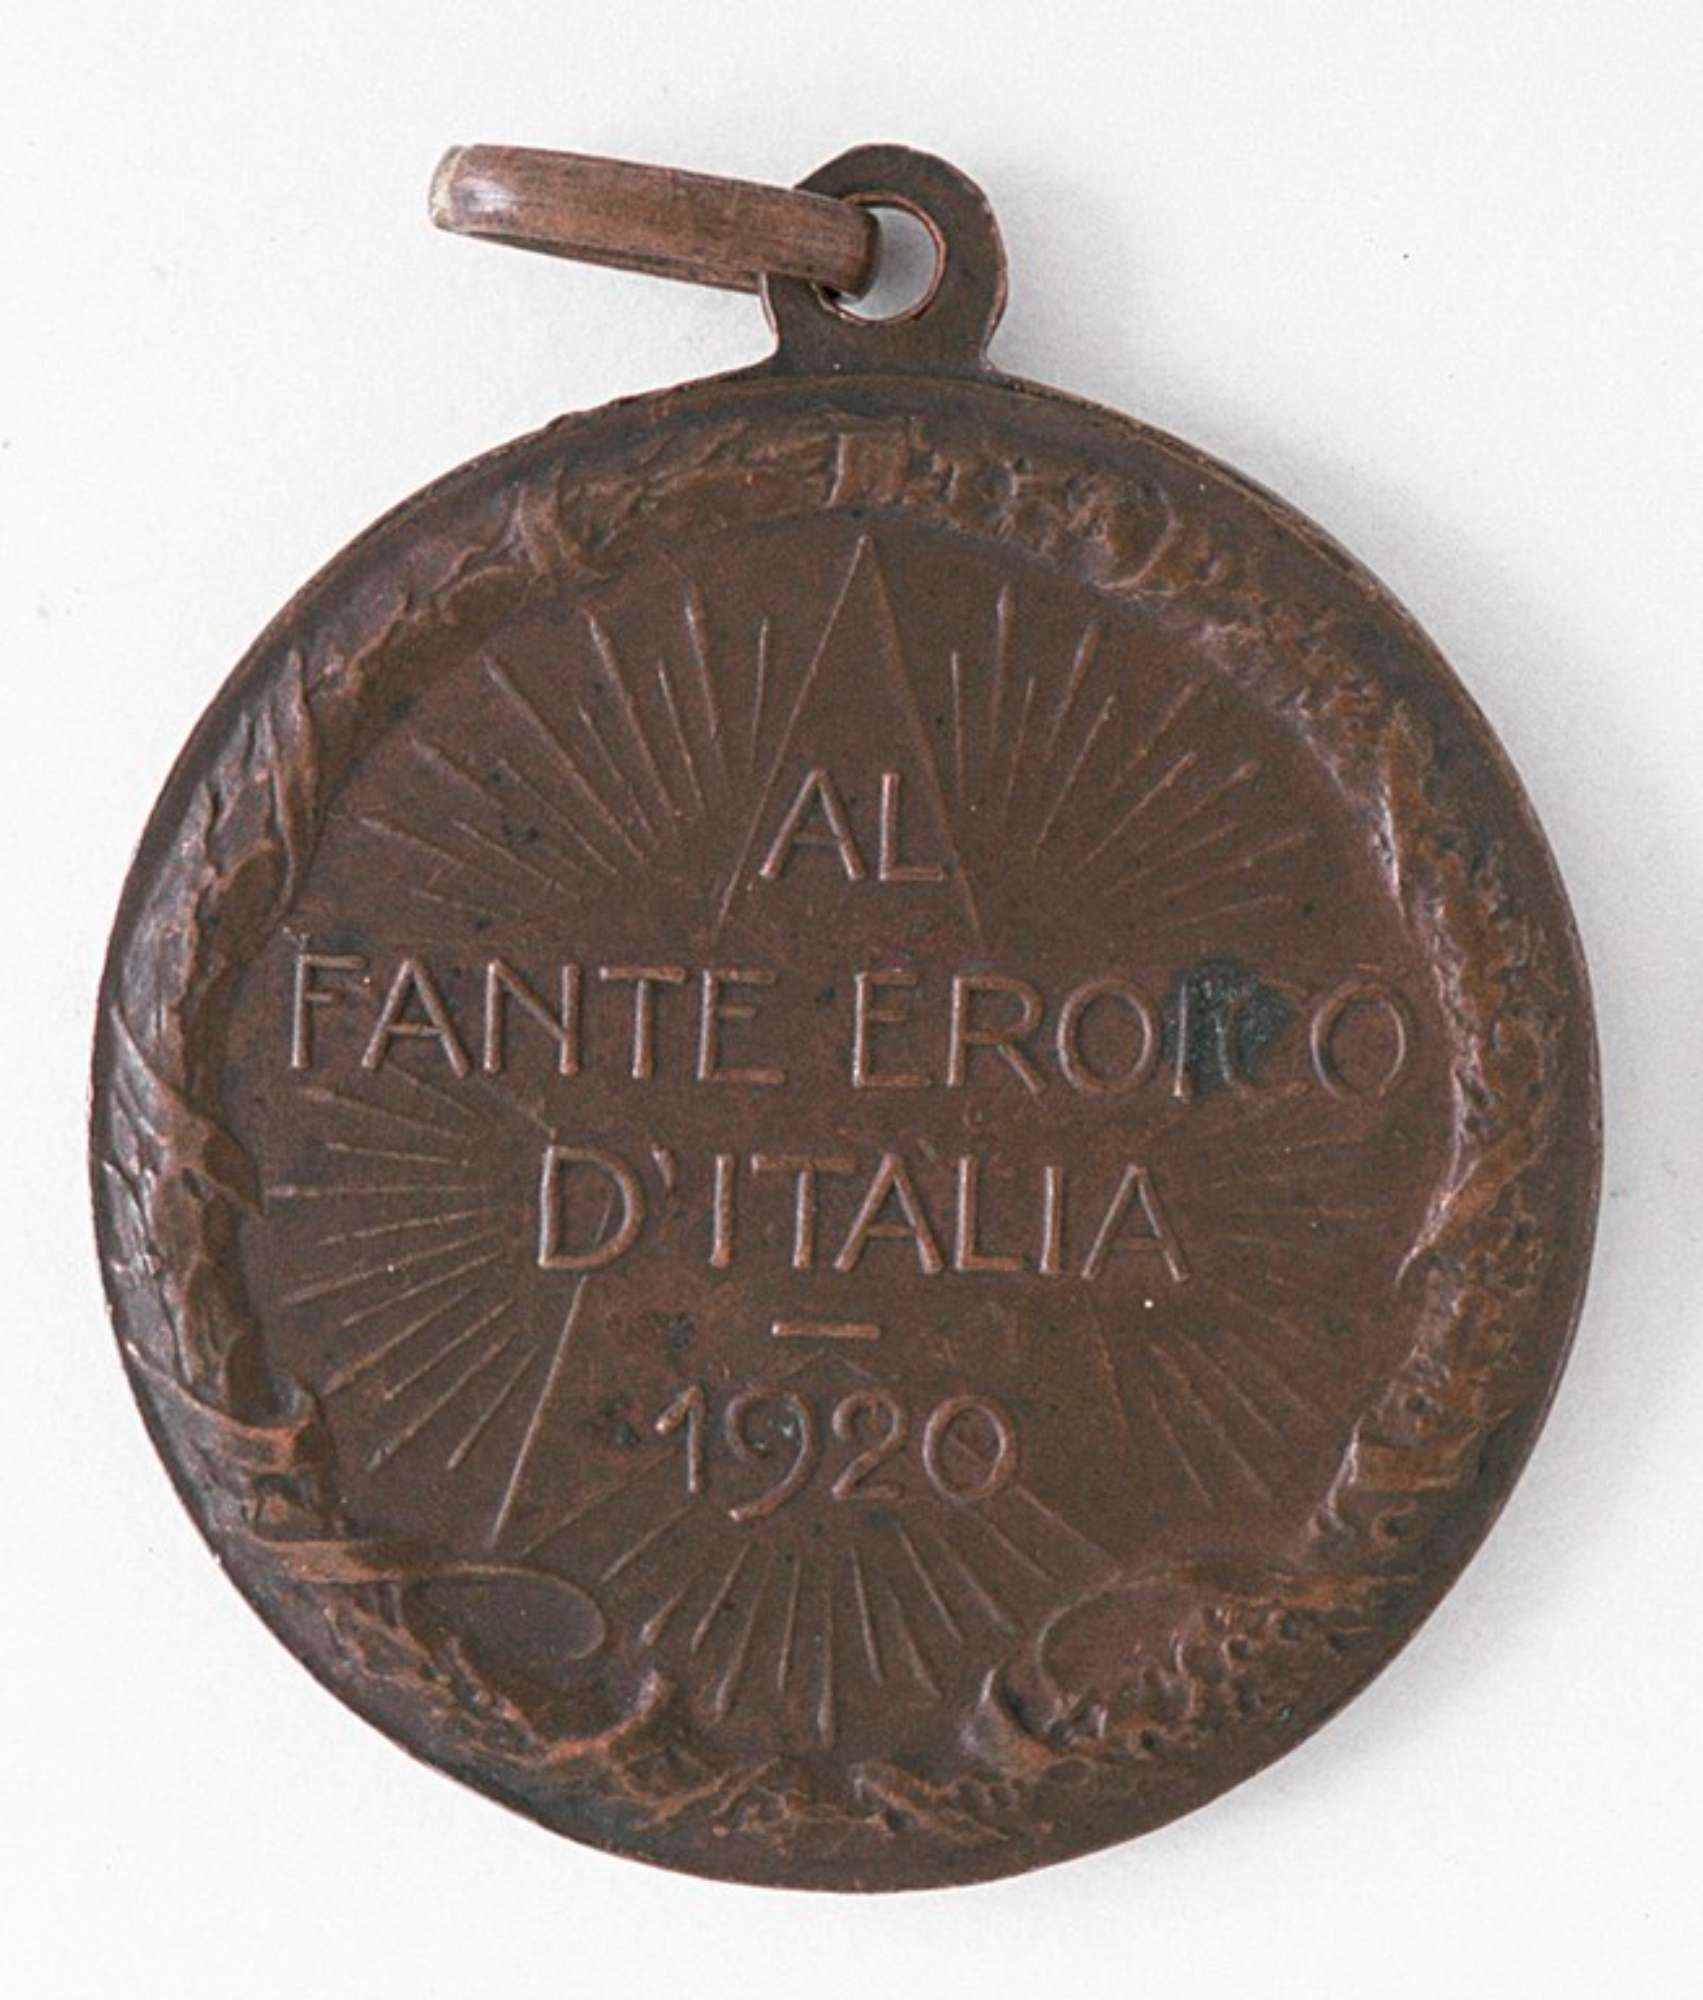 AL
FANTE EROICO
D'ITALIA
–
1920